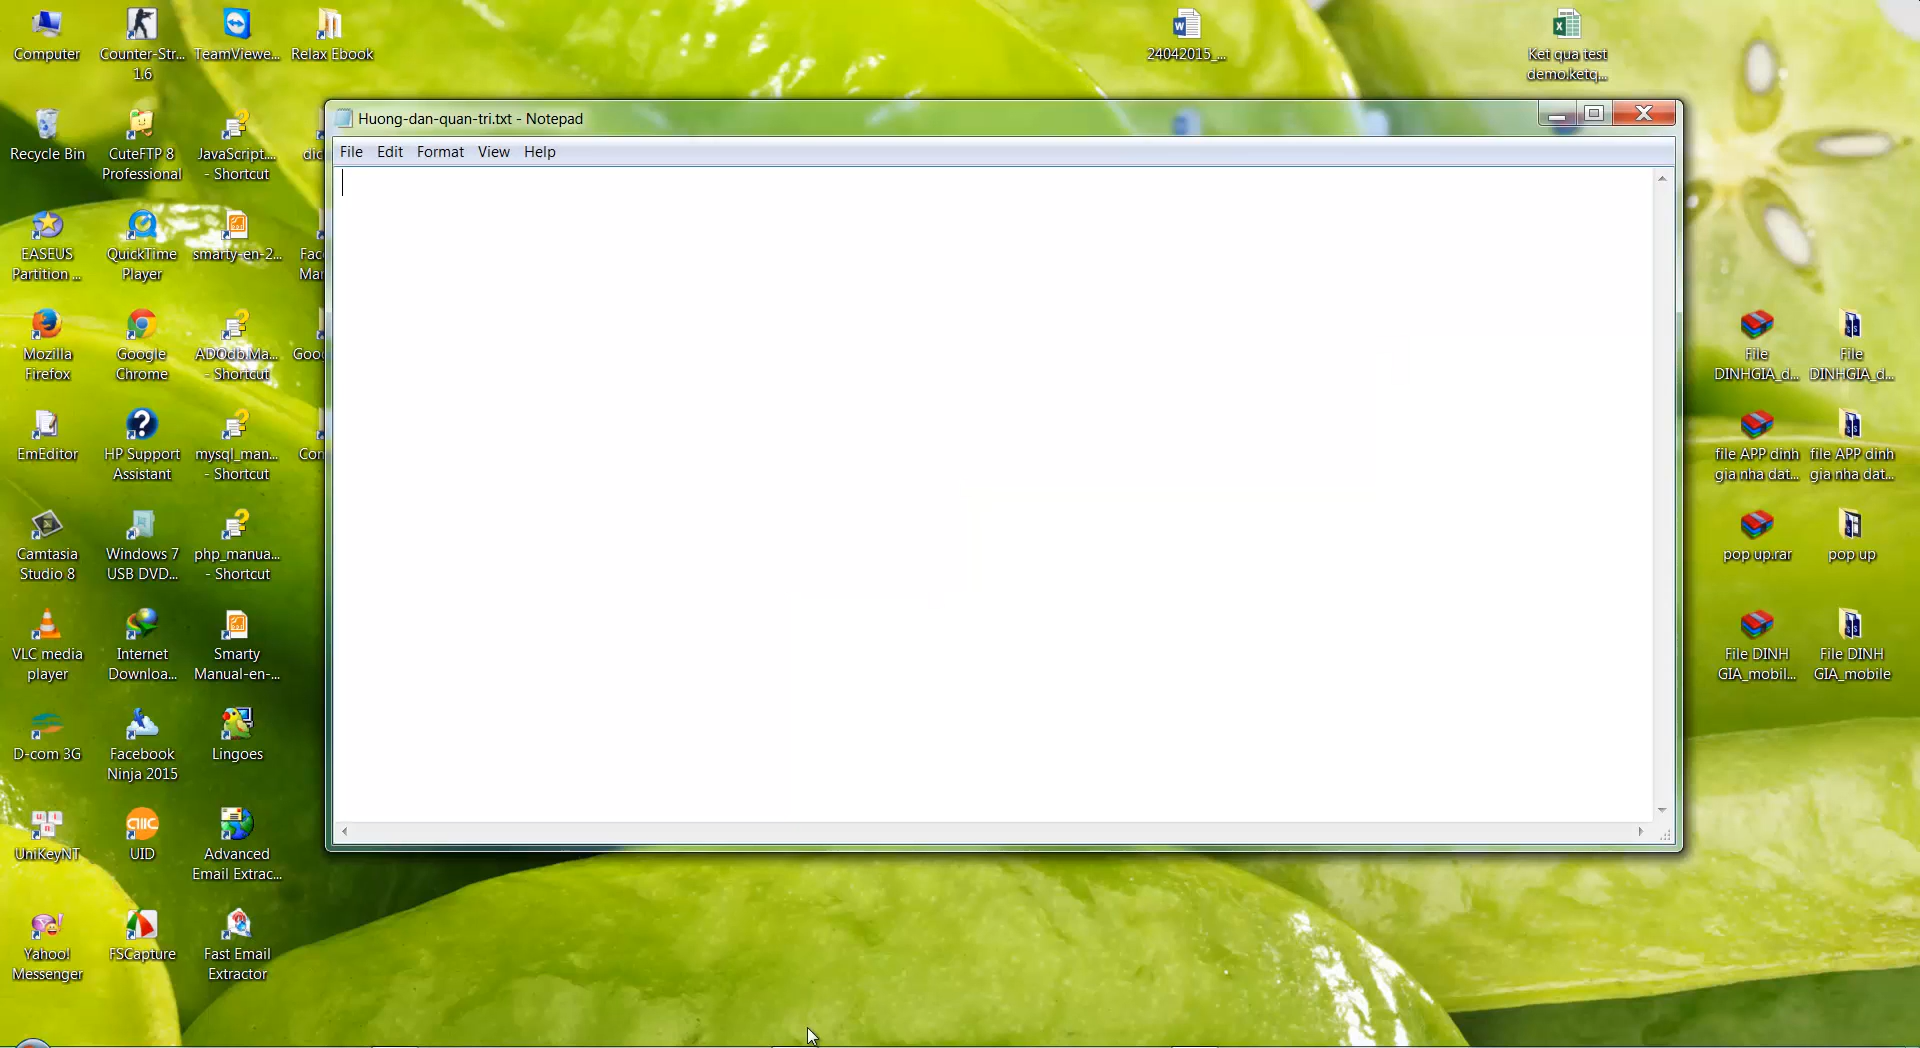 Computer
Counter-Str...
1.6
TeamViewe...
Relax Ebook
24042015_...
Ket qua test
demo.ketq...
Huong-dan-quan-tri.txt - Notepad
File Edit Format View Help
Recycle Bin
CuteFTP 8
Professional
JavaScript....
- Shortcut
dic
EASEUS
Partition ...
QuickTime
Player
smarty-en-2...
Fac
Mar
Mozilla
Firefox
Google
Chrome
ADOdb.Ma...
- Shortcut
Goo
EmEditor
HP Support
Assistant
mysql_man...
- Shortcut
Con
Camtasia
Studio 8
Windows 7
USB DVD...
php_manua...
- Shortcut
VLC media
player
Internet
Downloa...
Smarty
Manual-en-...
D-com 3G
Facebook
Ninja 2015
Lingoes
UniKeyNT
UID
Advanced
Email Extrac...
Yahoo!
Messenger
FSCapture
Fast Email
Extractor
File
DINHGIA_d...
File
DINHGIA_d...
file APP dinh
gia nha dat...
file APP dinh
gia nha dat...
pop up.rar
pop up
File DINH
GIA_mobil...
File DINH
GIA_mobile